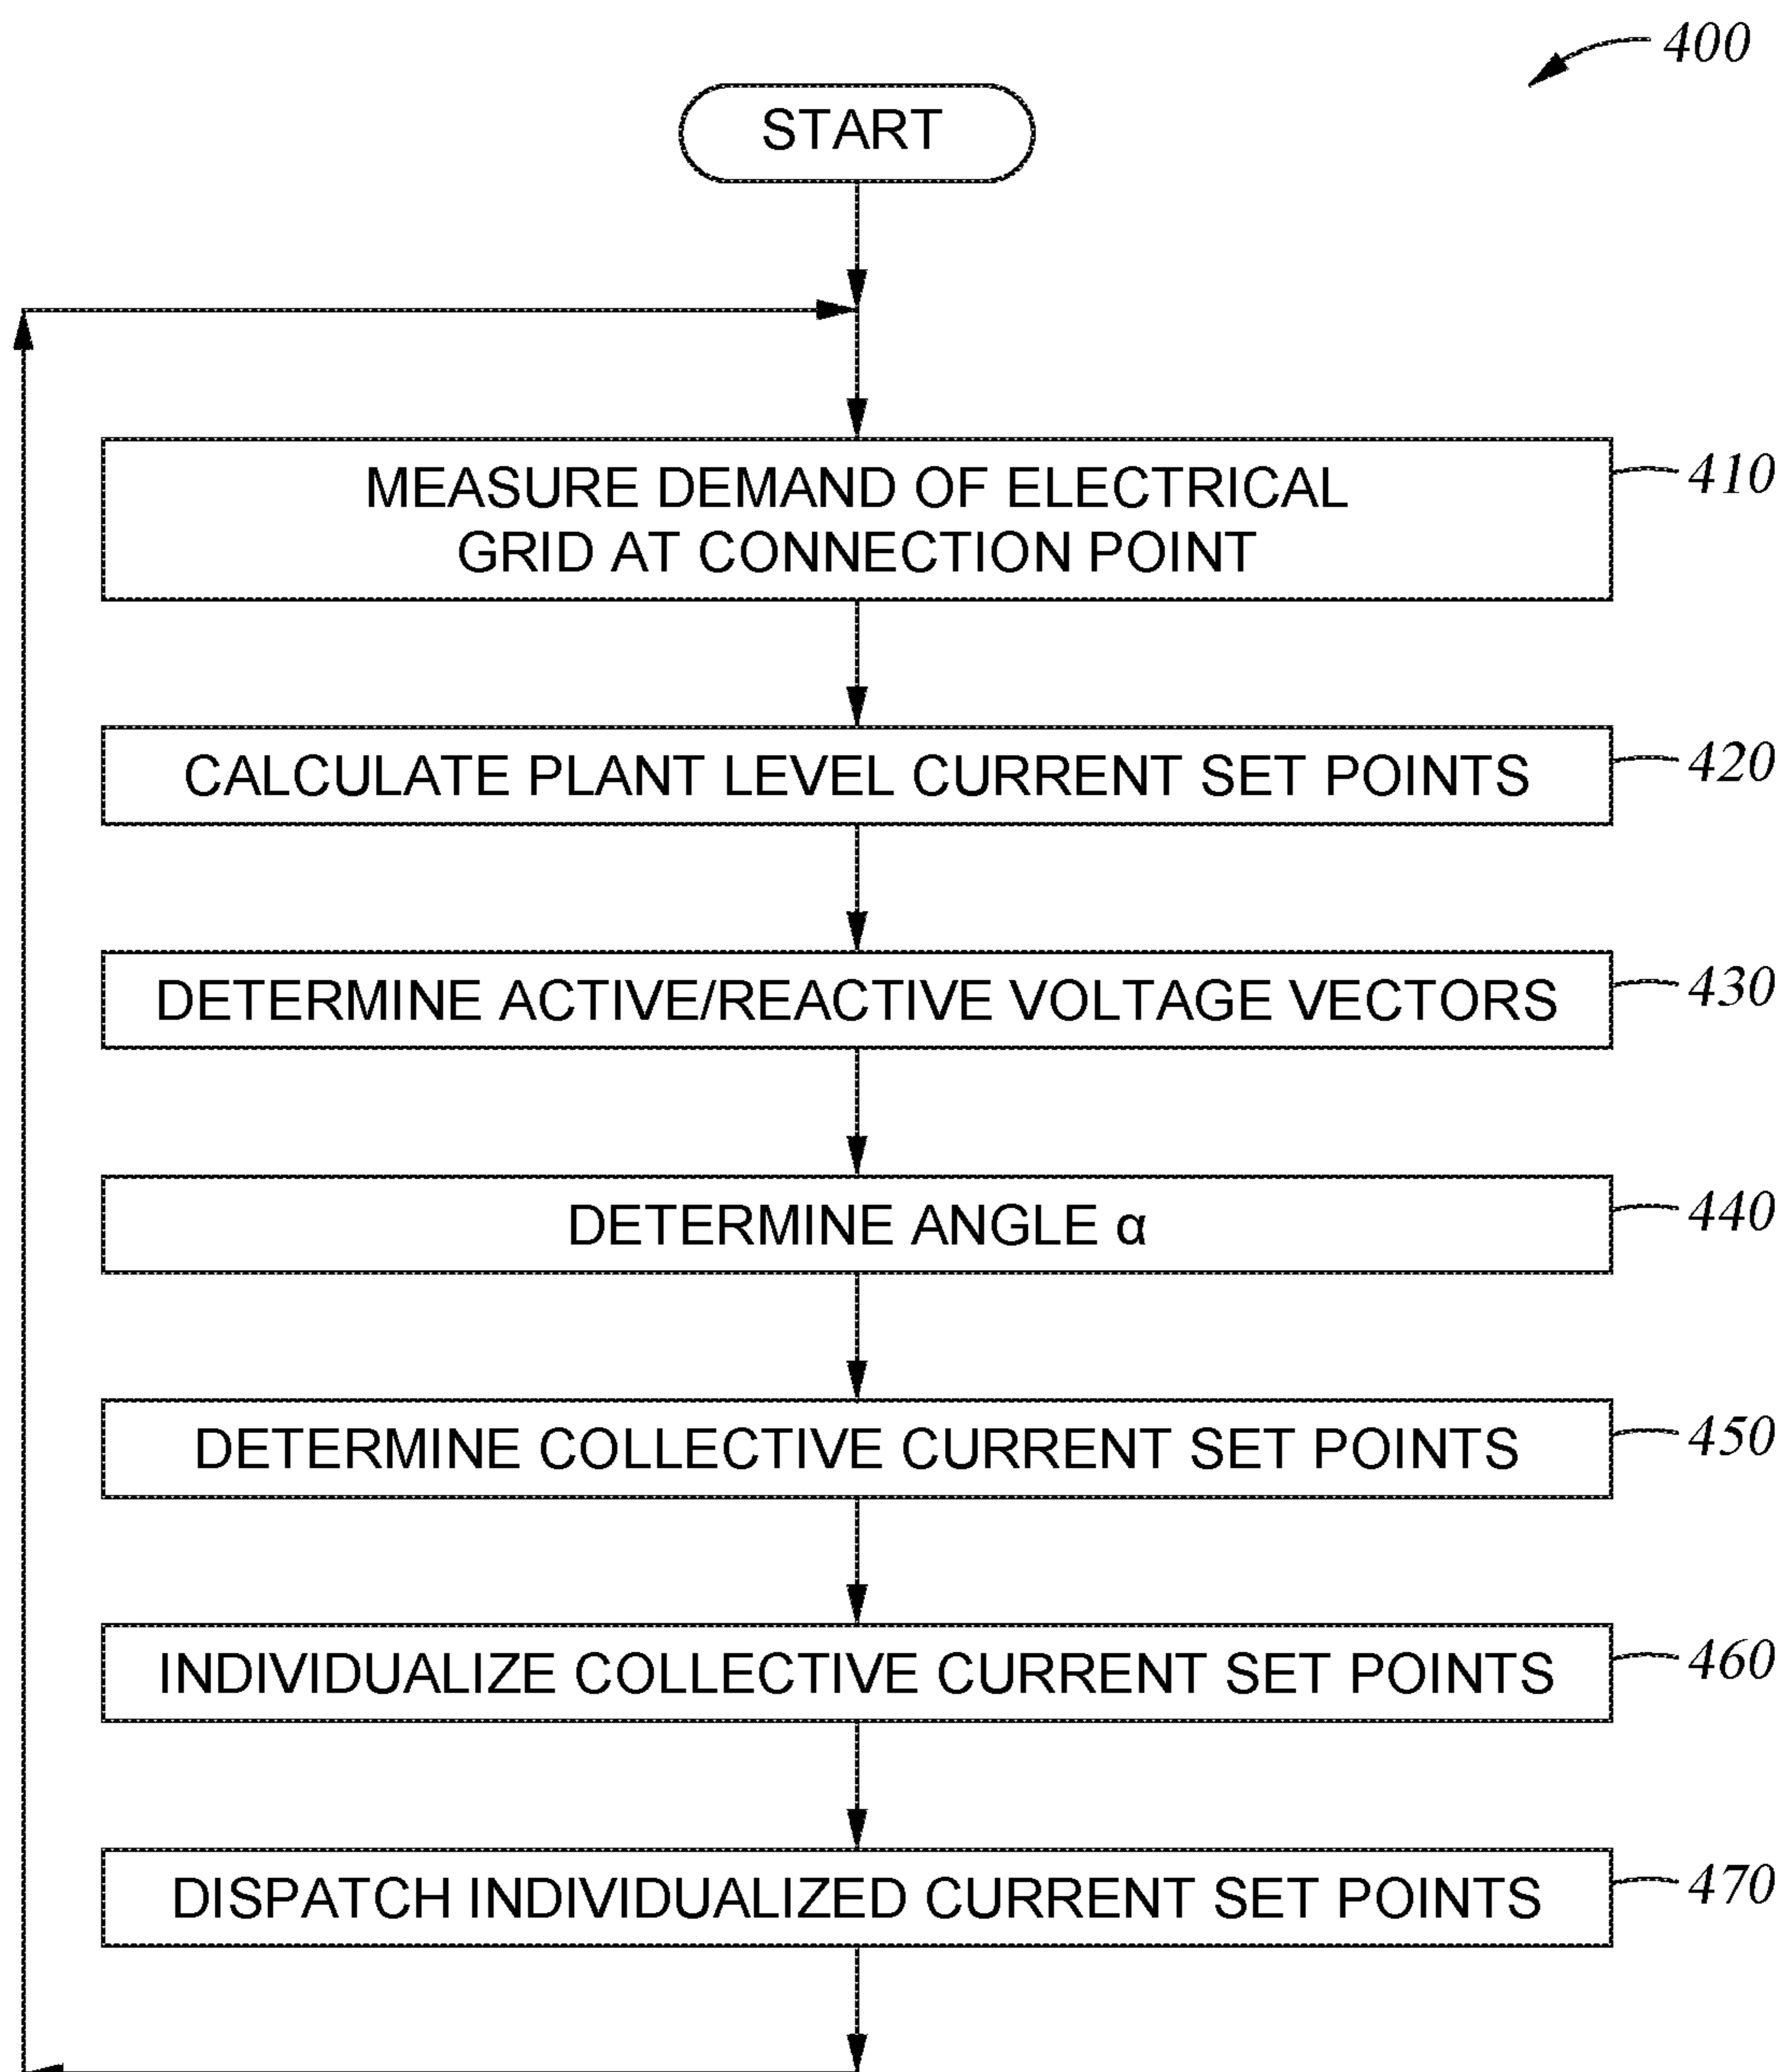 400
START
MEASURE DEMAND OF ELECTRICAL
GRID AT CONNECTION POINT
410
CALCULATE PLANT LEVEL CURRENT SET POINTS
420
DETERMINE ACTIVE/REACTIVE VOLTAGE VECTORS
430
DETERMINE ANGLE α
440
DETERMINE COLLECTIVE CURRENT SET POINTS
450
INDIVIDUALIZE COLLECTIVE CURRENT SET POINTS
460
DISPATCH INDIVIDUALIZED CURRENT SET POINTS
470